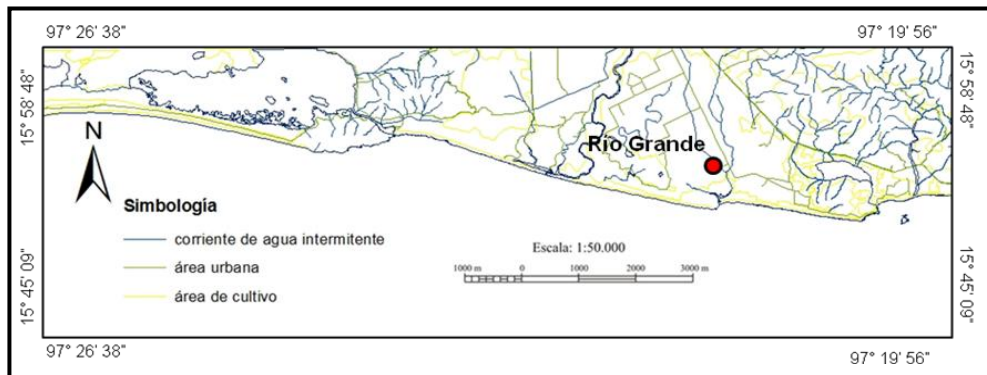 97° 26' 38"
97° 19' 56"
15° 58' 48"
15° 58' 48"
N
Río Grande
Simbología
corriente de agua intermitente
área urbana
área de cultivo
Escala: 1:50.000
1000 m 0 1000 2000 3000 m
15° 45' 09"
15° 45' 09"
97° 26' 38"
97° 19' 56"